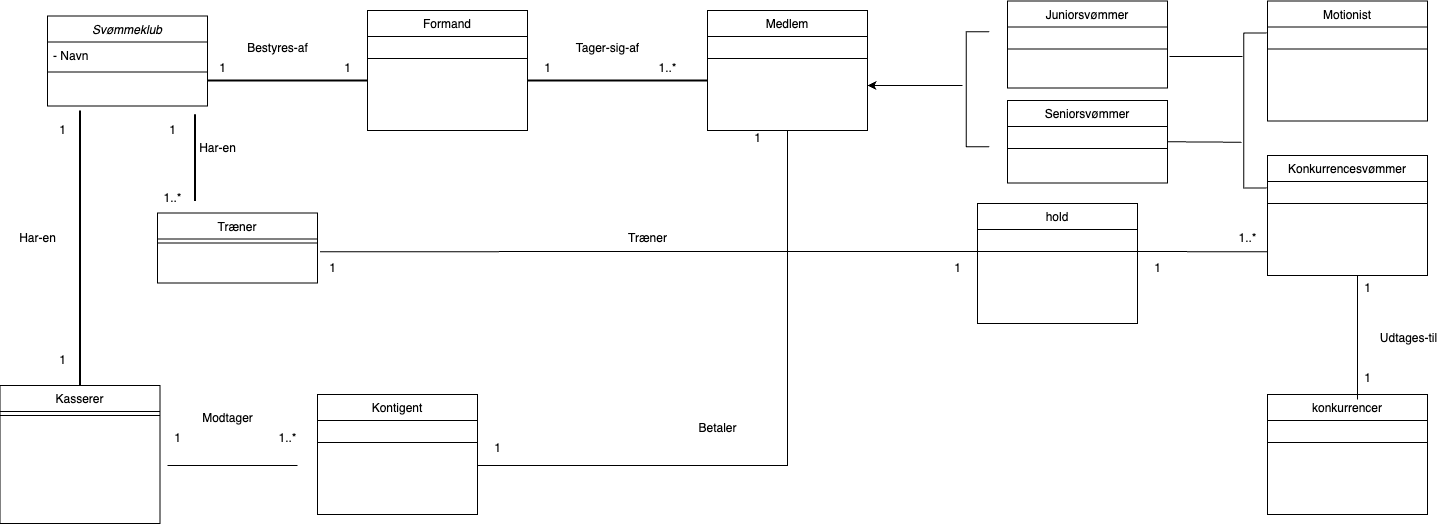 Svømmeklub
- Navn
Bestyres-af
1
1
Formand
Tager-sig-af
1
1..*
Medlem
Juniorsvømmer
Motionist
Seniorsvømmer
Konkurrencesvømmer
1
1
Har-en
1..*
1
Har-en
Træner
1
Træner
1
hold
1
1..*
1
Udtages-til
1
1
Kasserer
Modtager
1
1..*
Kontigent
1
Betaler
konkurrencer